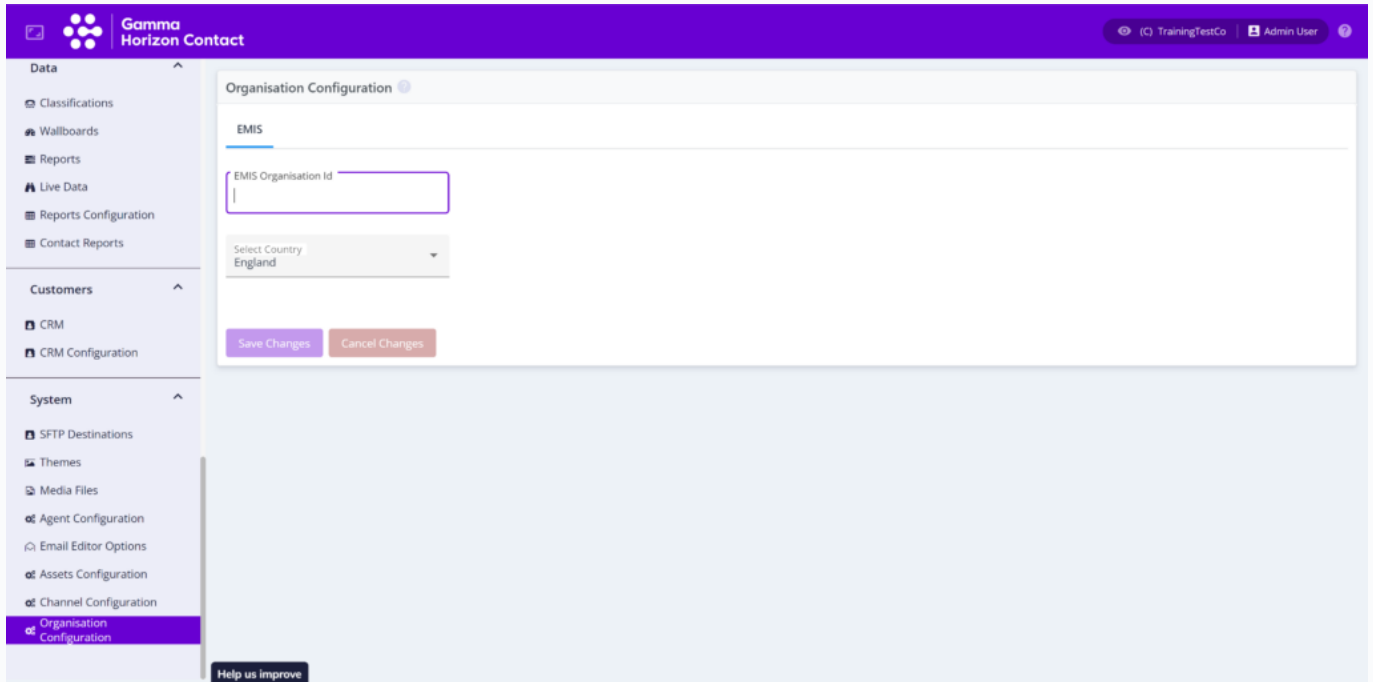 Gamma
Horizon Contact
(C) TrainingTestCo
Admin User
?
Data
Classifications
Wallboards
Reports
Live Data
Reports Configuration
Contact Reports
Customers
CRM
CRM Configuration
System
SFTP Destinations
Themes
Media Files
Agent Configuration
Email Editor Options
Assets Configuration
Channel Configuration
Organisation
Configuration
Organisation Configuration ?
EMIS
EMIS Organisation Id
Select Country
England
Save Changes
Cancel Changes
Help us improve